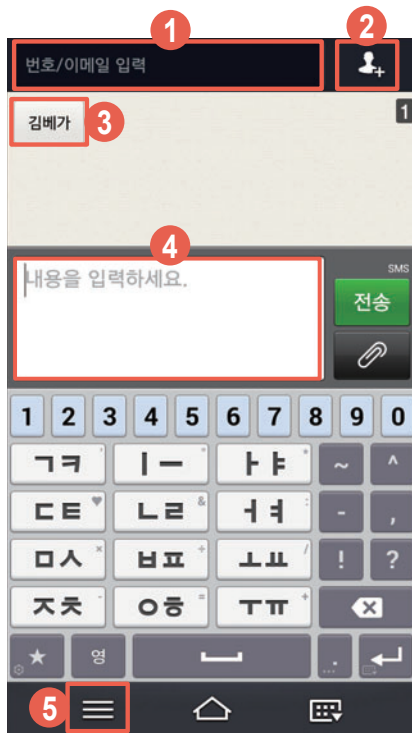 1 2
번호/이메일 입력
김베가 3 1
4
내용을 입력하세요. SMS
전송
1 2 3 4 5 6 7 8 9 0
ㄱㅋ ' ㅣㅡ " ㅏㅑ * ~ ^
ㄷㅌ ♥ ㄴㄹ & ㅓㅕ : - ,
ㅁㅅ × ㅂㅍ ÷ ㅗㅛ / ! ?
ㅈㅊ - ㅇㅎ = ㅜㅠ +
★ 영 .
5